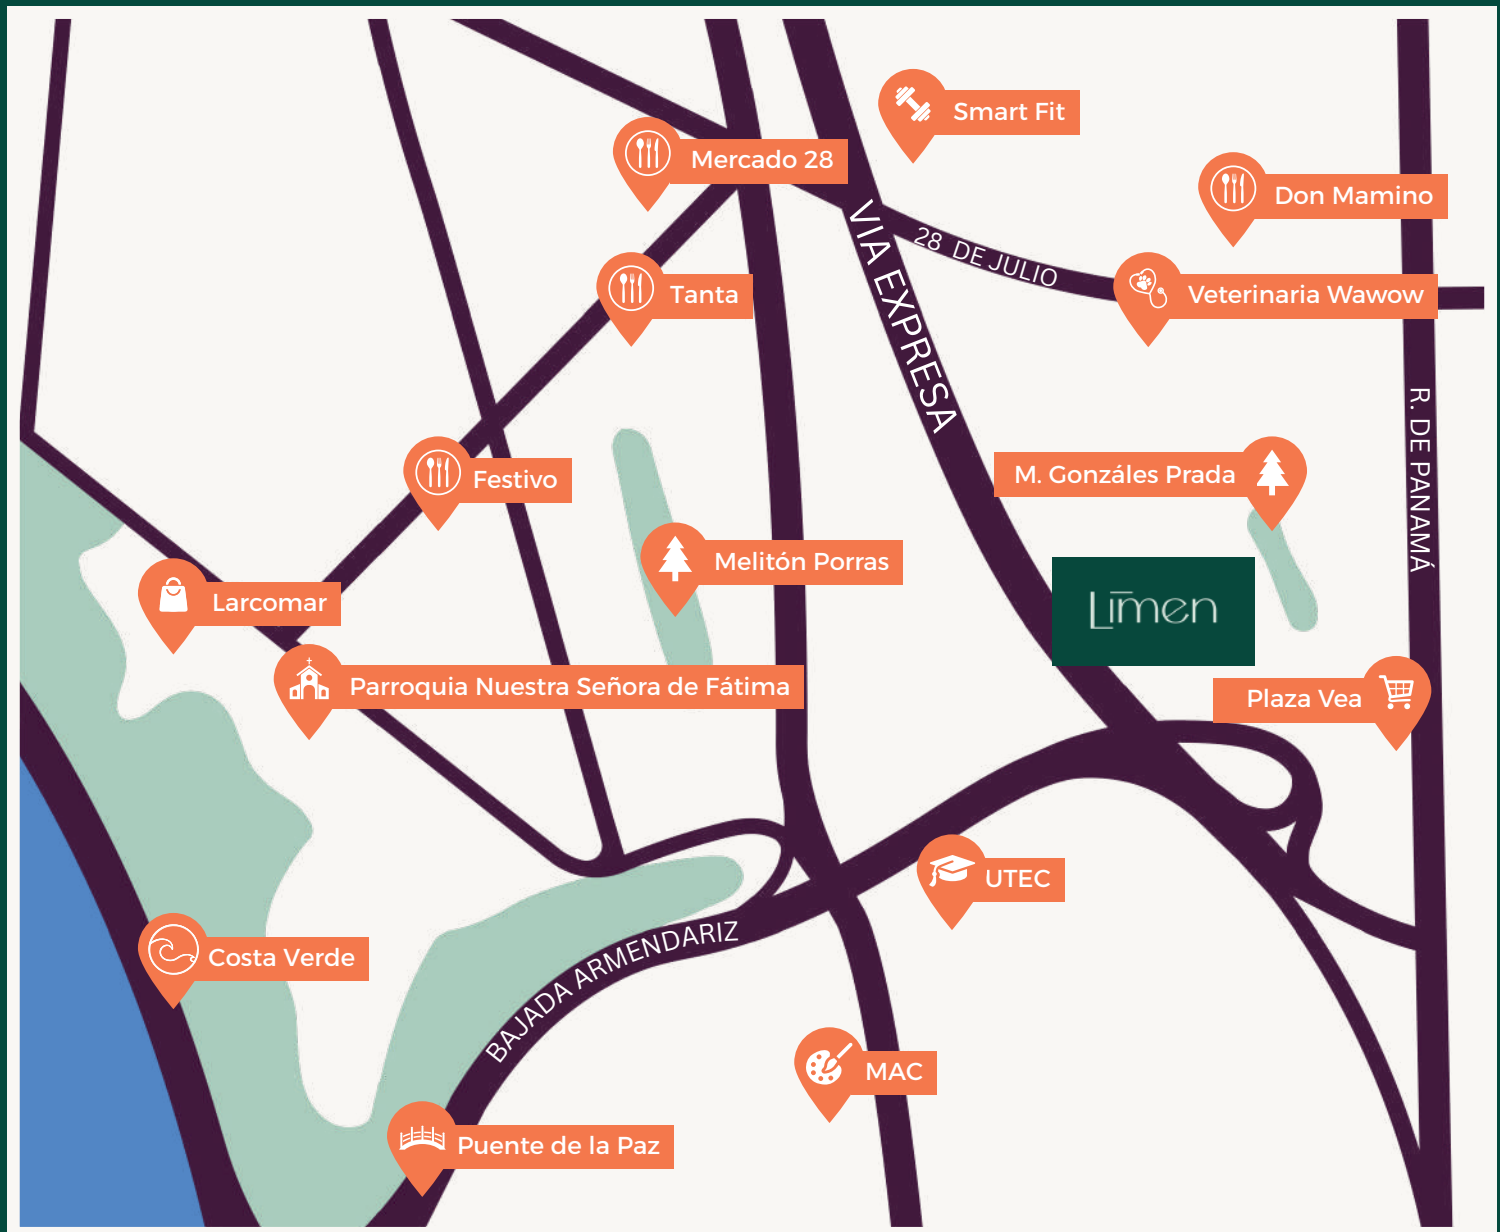 Smart Fit
Mercado 28
Don Mamino
28 DE JULIO
VIA EXPRESA
Tanta
Veterinaria Wawow
R. DE PANAMÁ
Festivo
M. Gonzáles Prada
Melitón Porras
Larcomar
Līmen
Parroquia Nuestra Señora de Fátima
Plaza Vea
UTEC
BAJADA ARMENDARIZ
Costa Verde
MAC
Puente de la Paz